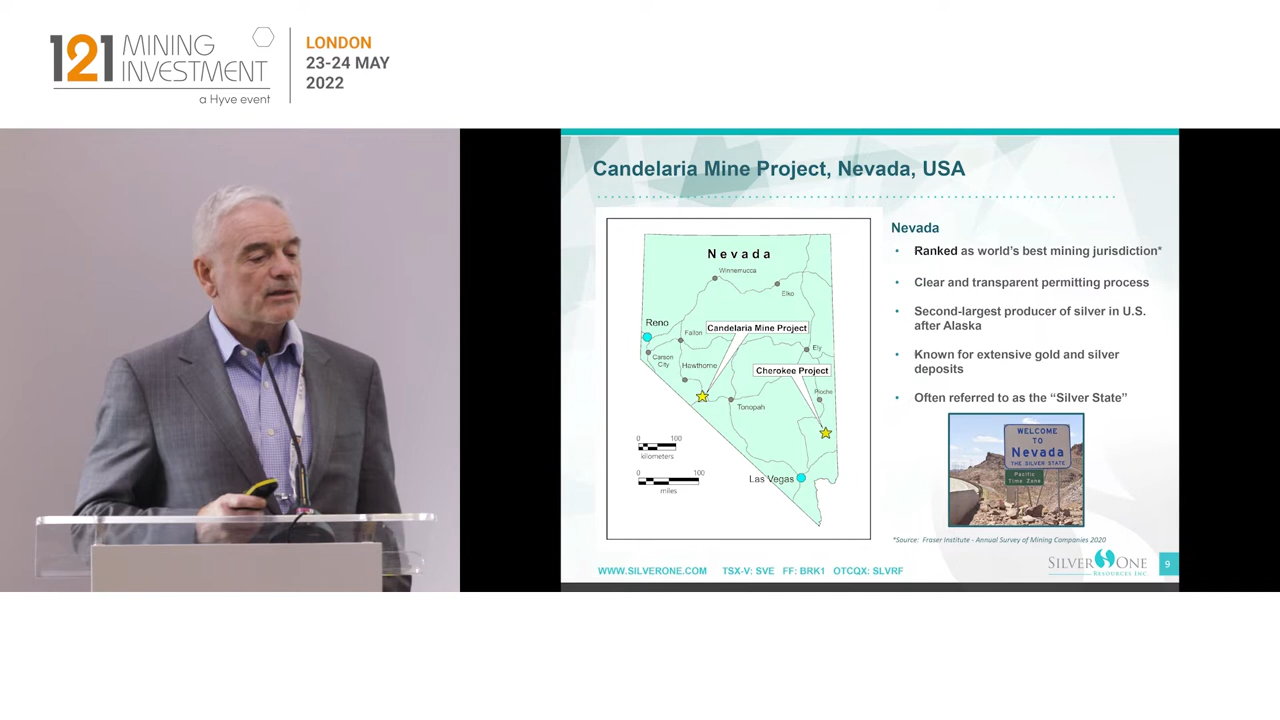 121 MINING
INVESTMENT
a Hyve event
LONDON
23-24 MAY
2022
Candelaria Mine Project, Nevada, USA
Nevada
Winnemucca
Elko
Reno
Candelaria Mine Project
Fallon
Carson
City
Ely
Hawthorne
Cherokee Project
Pioche
Tonopah
0 100
kilometers
0 100
miles
Las Vegas
Nevada
• Ranked as world's best mining jurisdiction*
• Clear and transparent permitting process
• Second-largest producer of silver in U.S.
after Alaska
• Known for extensive gold and silver
deposits
• Often referred to as the “Silver State”
WELCOME
TO
Nevada
THE SILVER STATE
Pacific
Time Zone
*Source: Fraser Institute - Annual Survey of Mining Companies 2020
WWW.SILVERONE.COM TSX-V: SVE FF: BRK1 OTCQX: SLVRF
SILVER ONE
RESOURCES INC
9